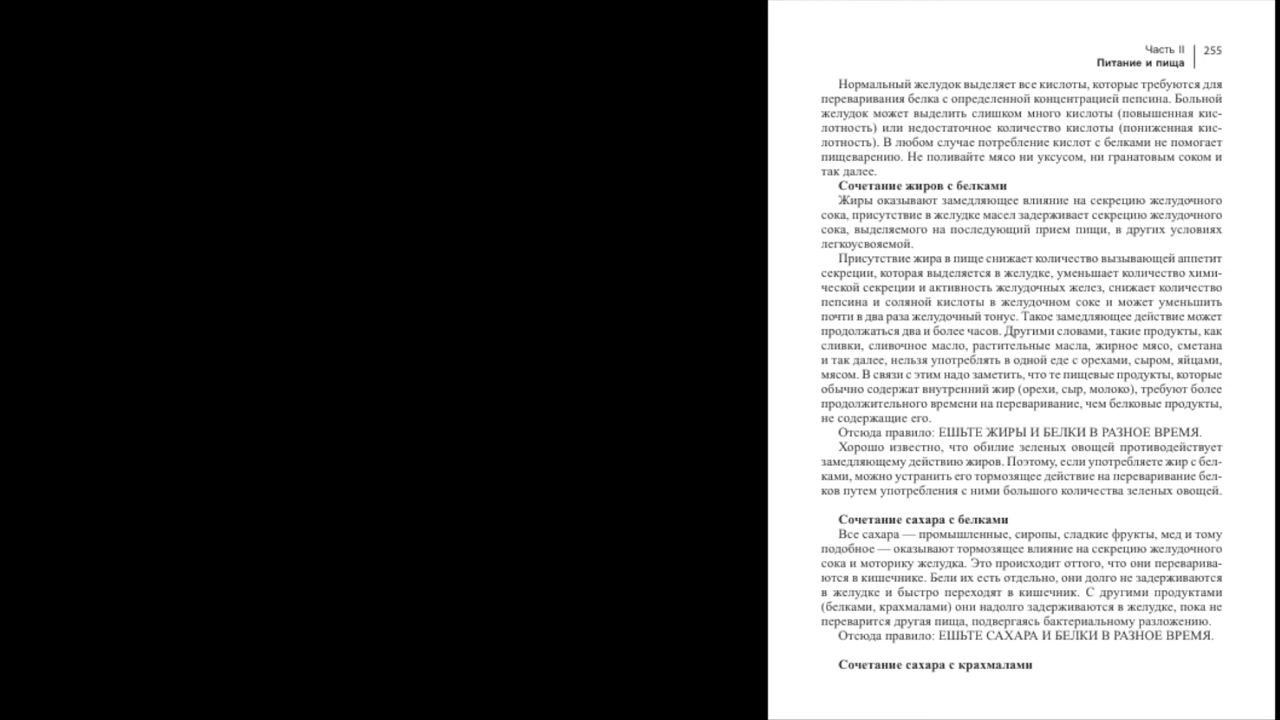 Часть II
255
Питание и пища
Нормальный желудок выделяет все кислоты, которые требуются для
переваривания белка с определенной концентрацией пепсина. Больной
желудок может выделить слишком много кислоты (повышенная кис-
лотность) или недостаточное количество кислоты (пониженная кис-
лотность). В любом случае потребление кислот с белками не помогает
пищеварению. Не поливайте мясо ни уксусом, ни гранатовым соком и
так далее.
Сочетание жиров с белками
Жиры оказывают замедляющее влияние на секрецию желудочного
сока, присутствие в желудке масел задерживает секрецию желудочного
сока, выделяемого на последующий прием пищи, в других условиях
легкоусвояемой.
Присутствие жира в пище снижает количество вызывающей аппетит
секреции, которая выделяется в желудке, уменьшает количество хими-
ческой секреции и активность желудочных желез, снижает количество
пепсина и соляной кислоты в желудочном соке и может уменьшить
почти в два раза желудочный тонус. Такое замедляющее действие может
продолжаться два и более часов. Другими словами, такие продукты, как
сливки, сливочное масло, растительные масла, жирное мясо, сметана
и так далее, нельзя употреблять в одной еде с орехами, сыром, яйцами,
мясом. В связи с этим надо заметить, что те пищевые продукты, которые
обычно содержат внутренний жир (орехи, сыр, молоко), требуют более
продолжительного времени на переваривание, чем белковые продукты,
не содержащие его.
Отсюда правило: ЕШЬТЕ ЖИРЫ И БЕЛКИ В РАЗНОЕ ВРЕМЯ.
Хорошо известно, что обилие зеленых овощей противодействует
замедляющему действию жиров. Поэтому, если употребляете жир с бел-
ками, можно устранить его тормозящее действие на переваривание бел-
ков путем употребления с ними большого количества зеленых овощей.
Сочетание сахара с белками
Все сахара — промышленные, сиропы, сладкие фрукты, мед и тому
подобное — оказывают тормозящее влияние на секрецию желудочного
сока и моторику желудка. Это происходит оттого, что они переварива-
ются в кишечнике. Бели их есть отдельно, они долго не задерживаются
в желудке и быстро переходят в кишечник. С другими продуктами
(белками, крахмалами) они надолго задерживаются в желудке, пока не
переварится другая пища, подвергаясь бактериальному разложению.
Отсюда правило: ЕШЬТЕ САХАРА И БЕЛКИ В РАЗНОЕ ВРЕМЯ.
Сочетание сахара с крахмалами